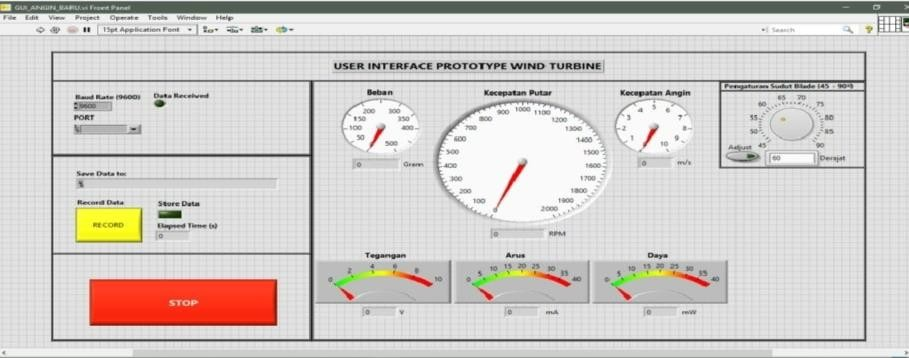 GUI_ANGIN_BARU.vi Front Panel
File Edit View Project Operate Tools Window Help
15pt Application Font
Search
USER INTERFACE PROTOTYPE WIND TURBINE
Baud Rate (9600)
Data Received
9600
PORT
Save Data to:
Record Data
Store Data
RECORD
Elapsed Time (s)
0
STOP
Beban
0 50 100 150 200 300 350 400 500
0 Gram
Kecepatan Putar
0 100 200 300 400 500 600 700 800 900 1000 1100 1200 1300 1400 1500 1600 1700 1800 1900 2000
0 RPM
Kecepatan Angin
0 1 2 3 4 5 6 7 8 9 10
0 m/s
Pengaturan Sudut Blade (45 - 90º)
45 50 55 60 65 70 75 80 85 90
Adjust
60 Derajat
Tegangan
0 2 4 6 8 10
0 V
Arus
0 5 10 15 20 25 30 35 40
0 mA
Daya
0 5 10 15 20 25 30 35 40
0 mW